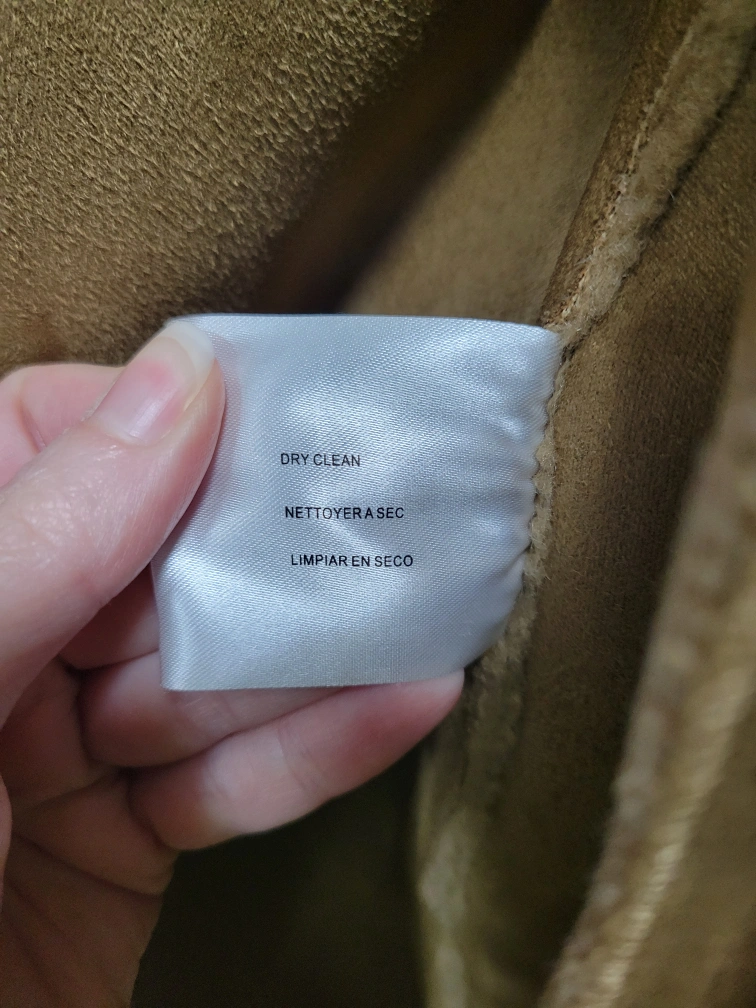 DRY CLEAN
NETTOYER A SEC
LIMPIAR EN SECO